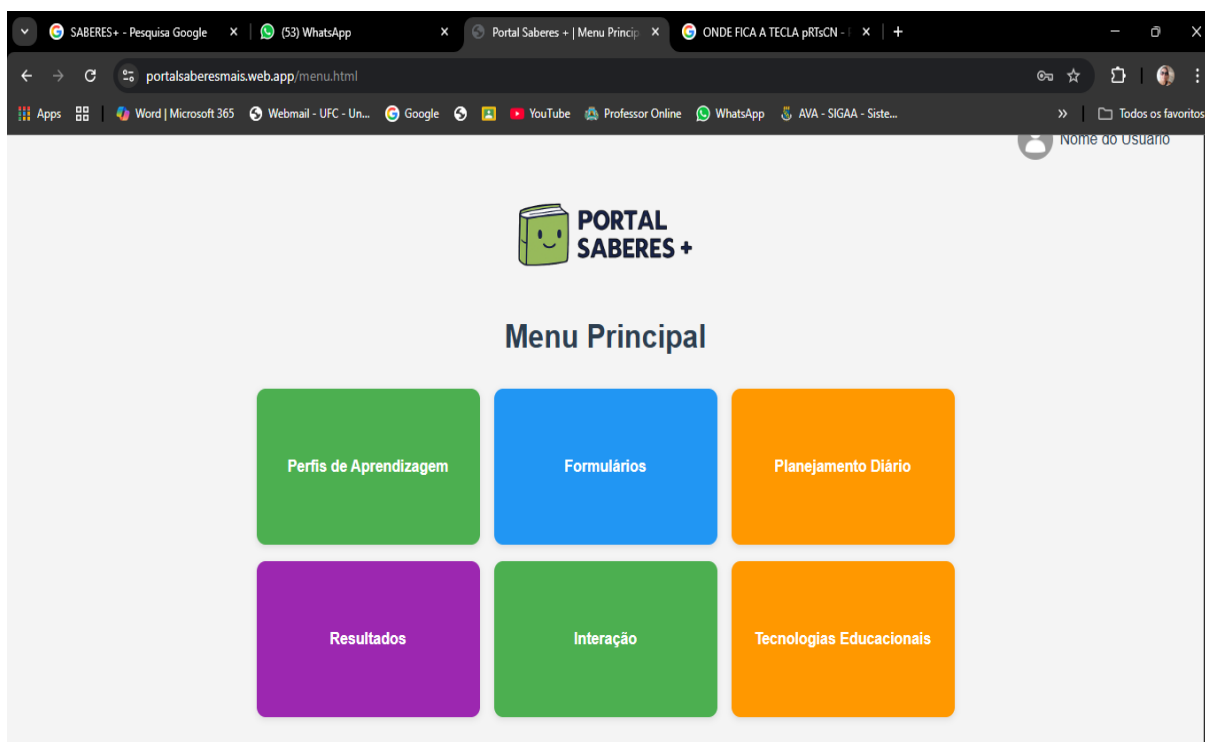 SABERES+ - Pesquisa Google
(53) WhatsApp
Portal Saberes + | Menu Princip
ONDE FICA A TECLA pRTsCN -
portalsaberesmais.web.app/menu.html
Apps
Word | Microsoft 365
Webmail - UFC - Un...
Google
YouTube
Professor Online
WhatsApp
AVA - SIGAA - Siste...
Todos os favoritos
Nome do Usuário
PORTAL
SABERES +
Menu Principal
Perfis de Aprendizagem
Formulários
Planejamento Diário
Resultados
Interação
Tecnologias Educacionais